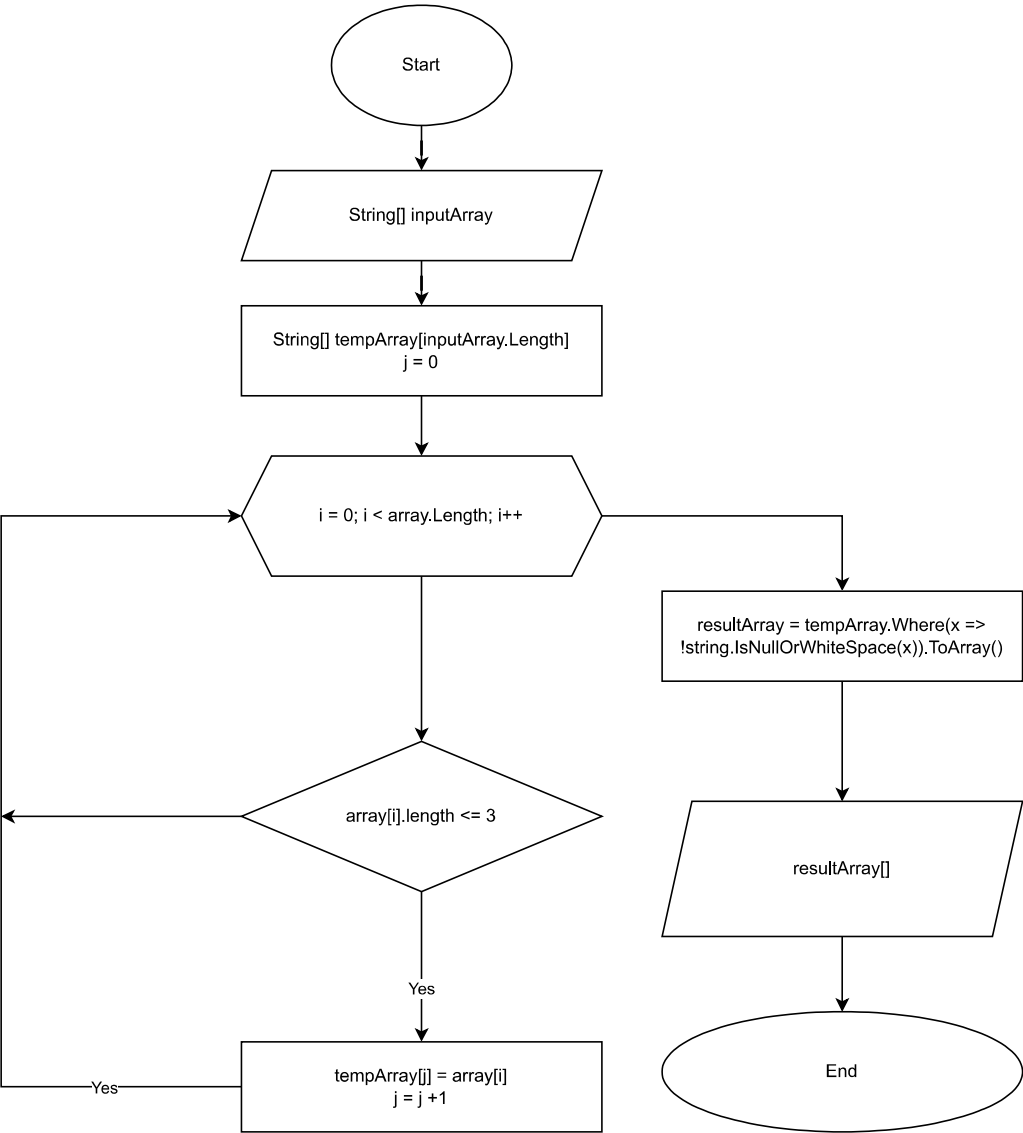 Start
String[] inputArray
String[] tempArray[inputArray.Length]
j = 0
i = 0; i < array.Length; i++
resultArray = tempArray.Where(x =>
!string.IsNullOrWhiteSpace(x)).ToArray()
array[i].length <= 3
resultArray[]
Yes
tempArray[j] = array[i]
j = j +1
Yes
End